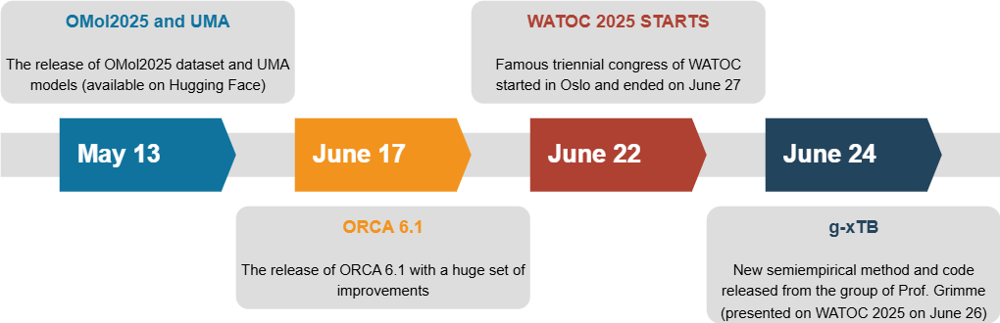 OMol2025 and UMA
The release of OMol2025 dataset and UMA
models (available on Hugging Face)
WATOC 2025 STARTS
Famous triennial congress of WATOC
started in Oslo and ended on June 27
May 13
June 17
June 22
June 24
ORCA 6.1
The release of ORCA 6.1 with a huge set of
improvements
g-xTB
New semiempirical method and code
released from the group of Prof. Grimme
(presented on WATOC 2025 on June 26)